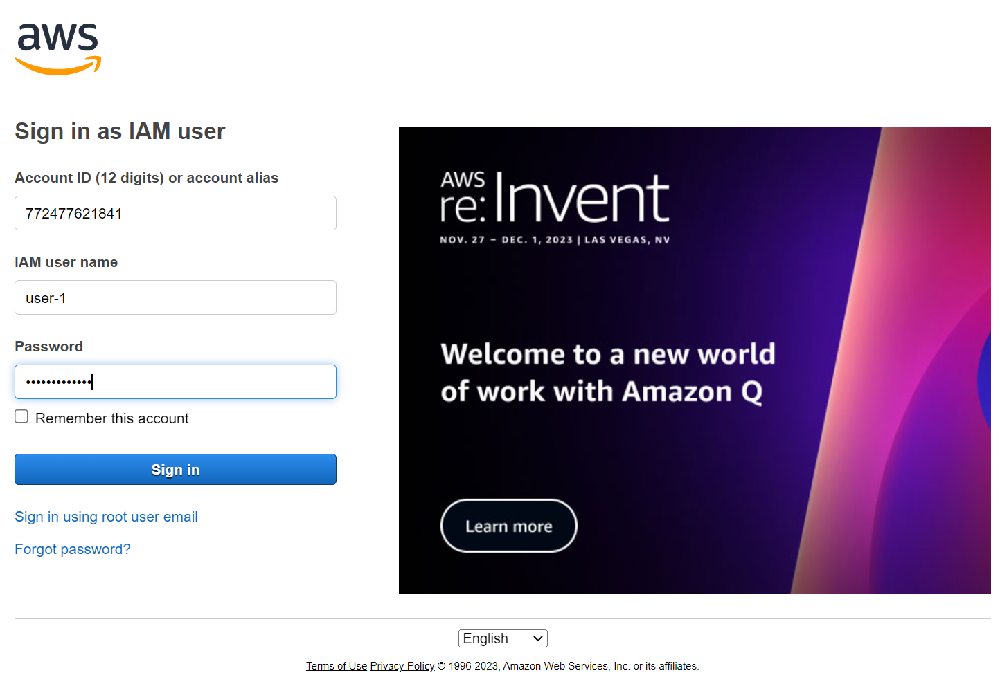 aws
Sign in as IAM user
Account ID (12 digits) or account alias
772477621841
IAM user name
user-1
Password
•••••••••••••
Remember this account
Sign in
Sign in using root user email
Forgot password?
AWS
re:Invent
NOV. 27 – DEC. 1, 2023 | LAS VEGAS, NV
Welcome to a new world
of work with Amazon Q
Learn more
English
Terms of Use Privacy Policy © 1996-2023, Amazon Web Services, Inc. or its affiliates.